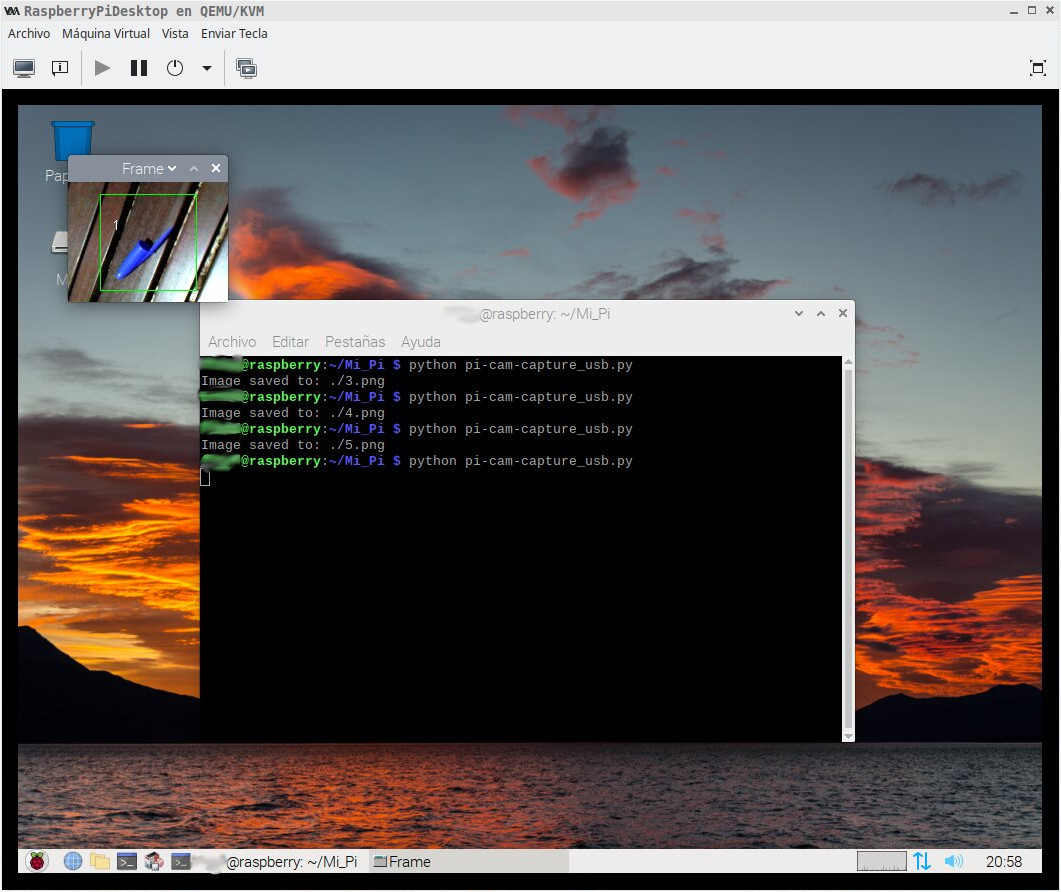 RaspberryPiDesktop en QEMU/KVM
Archivo Máquina Virtual Vista Enviar Tecla
Pap
Frame
1
M
@raspberry: ~/Mi_Pi
Archivo Editar Pestañas Ayuda
@raspberry:~/Mi_Pi $ python pi-cam-capture_usb.py
Image saved to: ./3.png
@raspberry:~/Mi_Pi $ python pi-cam-capture_usb.py
Image saved to: ./4.png
@raspberry:~/Mi_Pi $ python pi-cam-capture_usb.py
Image saved to: ./5.png
@raspberry:~/Mi_Pi $ python pi-cam-capture_usb.py
@raspberry: ~/Mi_Pi Frame 20:58